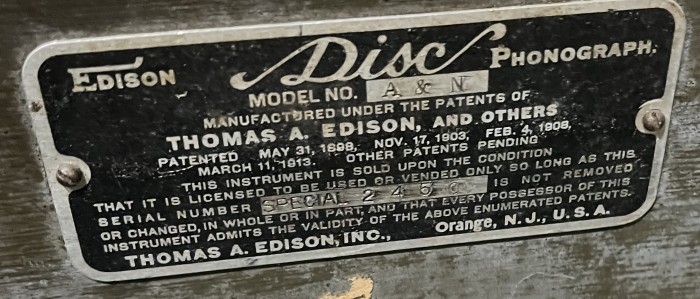 EDISON Disc PHONOGRAPH.
MODEL NO. A & N
MANUFACTURED UNDER THE PATENTS OF
THOMAS A. EDISON, AND OTHERS
PATENTED MAY 31, 1898, NOV. 17, 1903, FEB. 4, 1908,
MARCH 11, 1913. OTHER PATENTS PENDING
THIS INSTRUMENT IS SOLD UPON THE CONDITION
THAT IT IS LICENSED TO BE USED OR VENDED ONLY SO LONG AS THIS
SERIAL NUMBER SPECIAL 245 IS NOT REMOVED
OR CHANGED, IN WHOLE OR IN PART, AND THAT EVERY POSSESSOR OF THIS
INSTRUMENT ADMITS THE VALIDITY OF THE ABOVE ENUMERATED PATENTS.
THOMAS A. EDISON, INC., Orange, N. J., U. S. A.